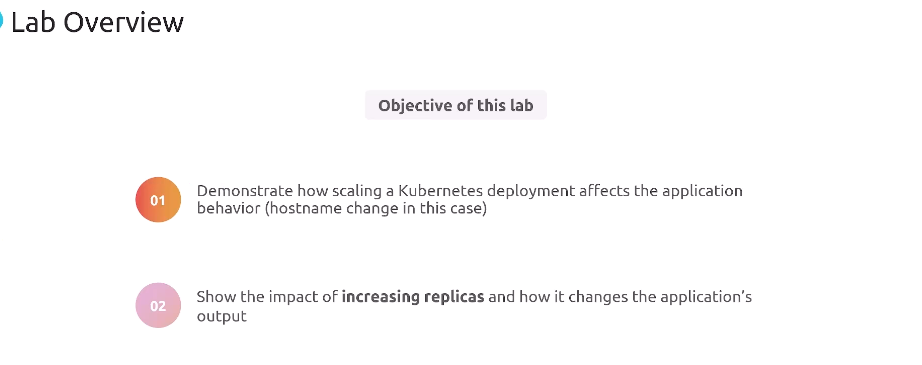 Lab Overview
Objective of this lab
01
Demonstrate how scaling a Kubernetes deployment affects the application
behavior (hostname change in this case)
02
Show the impact of increasing replicas and how it changes the application's
output